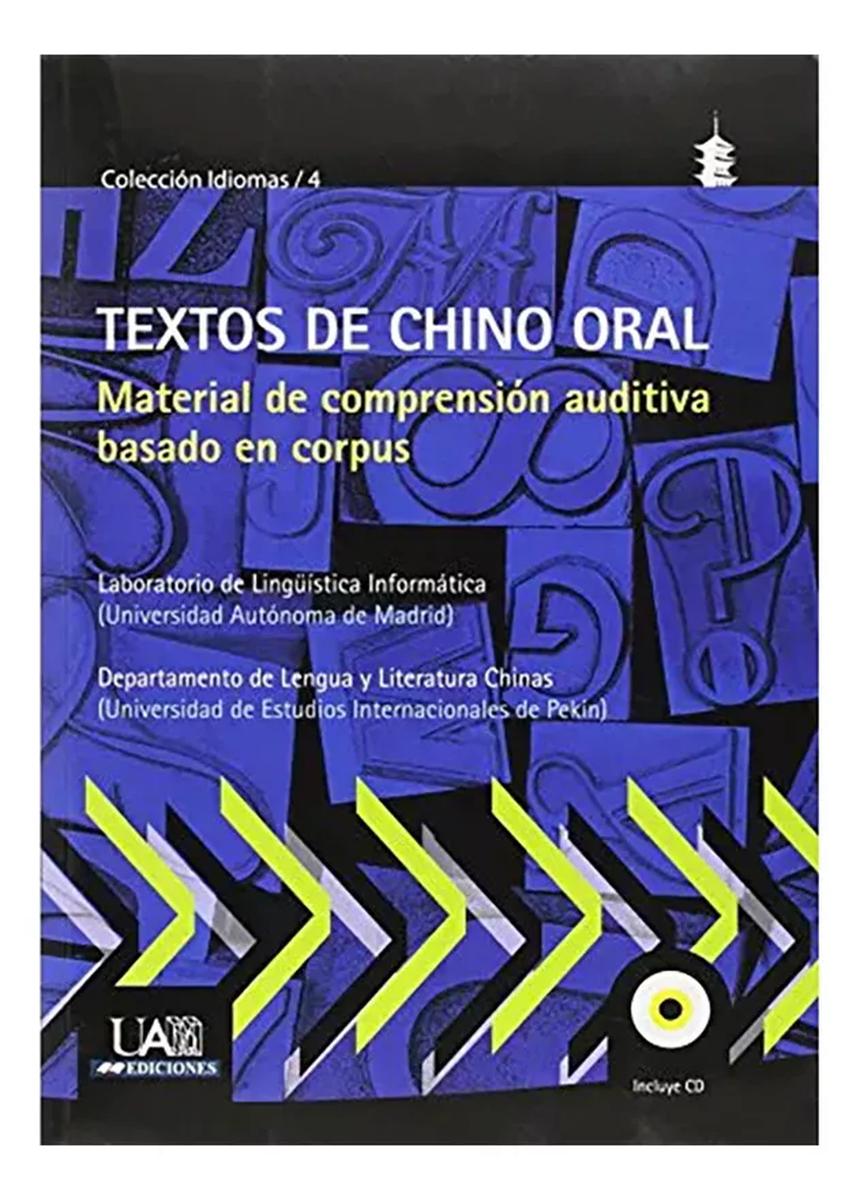 Colección Idiomas / 4
TEXTOS DE CHINO ORAL
Material de comprensión auditiva
basado en corpus
Laboratorio de Lingüística Informática
(Universidad Autónoma de Madrid)
Departamento de Lengua y Literatura Chinas
(Universidad de Estudios Internacionales de Pekín)
UAM
EDICIONES
Incluye CD